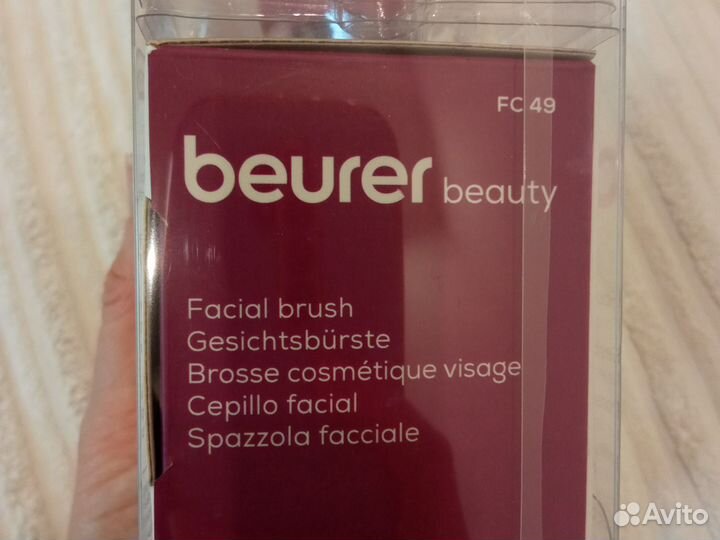 FC 49
beurer beauty
Facial brush
Gesichtsbürste
Brosse cosmétique visage
Cepillo facial
Spazzola facciale
Avito